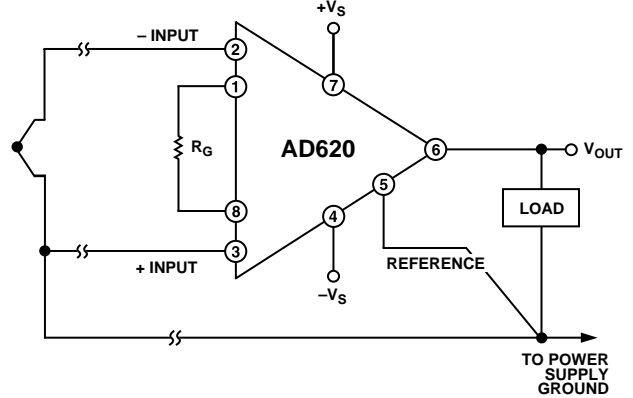 +VS
– INPUT
2
1
7
RG
AD620
6
VOUT
5
8
4
LOAD
3
+ INPUT
REFERENCE
–VS
TO POWER
SUPPLY
GROUND